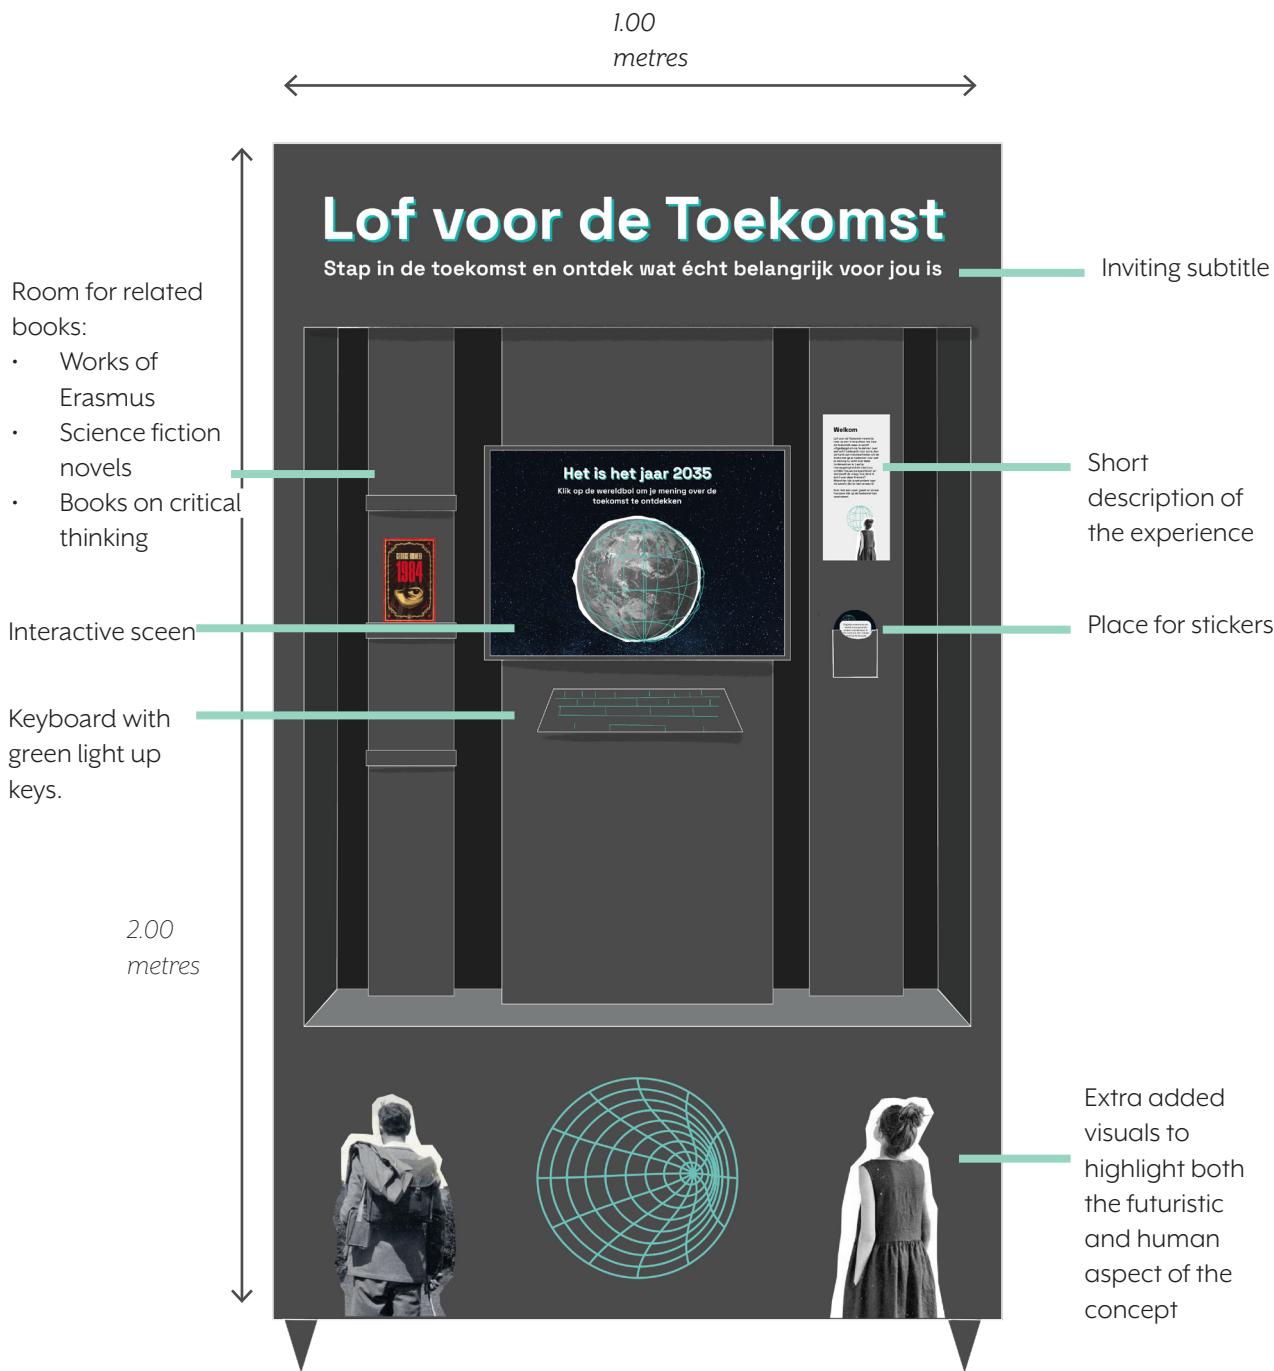 1.00
metres
Lof voor de Toekomst
Stap in de toekomst en ontdek wat écht belangrijk voor jou is
Inviting subtitle
Room for related
books:
• Works of
Erasmus
• Science fiction
novels
• Books on critical
thinking
Interactive sceen
Keyboard with
green light up
keys.
2.00
metres
GEORGE ORWELL
1984
Het is het jaar 2035
Klik op de wereldbol om je mening over de
toekomst te ontdekken
Welkom
Short
description of
the experience
Place for stickers
Extra added
visuals to
highlight both
the futuristic
and human
aspect of the
concept